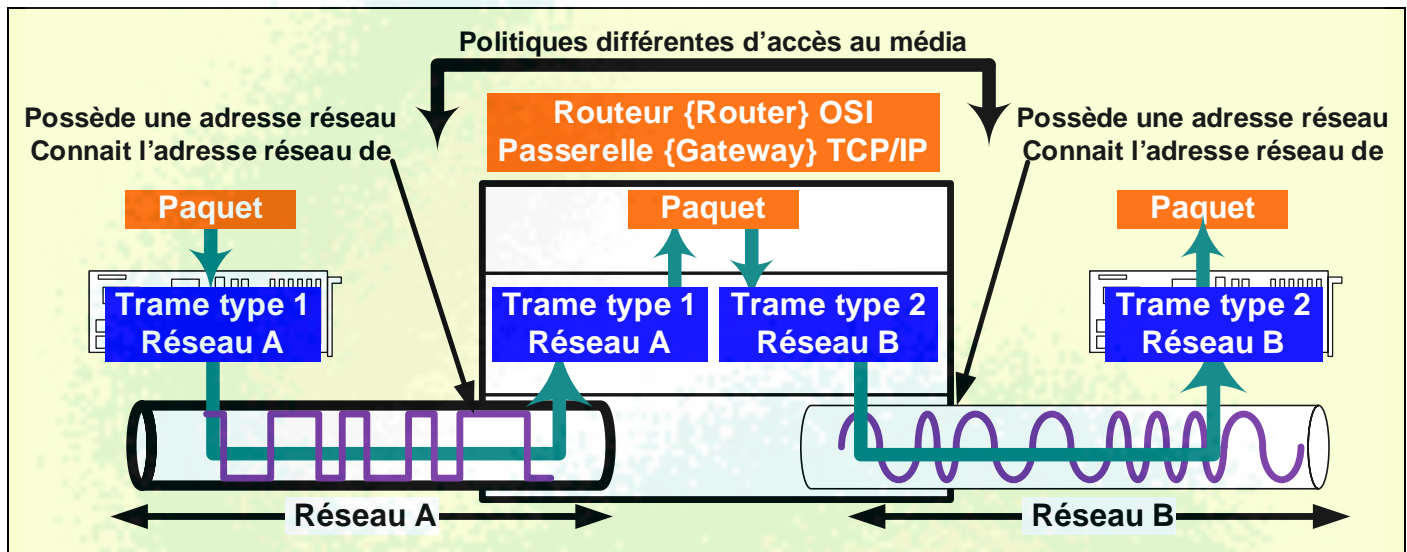 Politiques différentes d’accès au média
Routeur {Router} OSI
Passerelle {Gateway} TCP/IP
Possède une adresse réseau
Connait l’adresse réseau de
Possède une adresse réseau
Connait l’adresse réseau de
Paquet
Paquet
Paquet
Trame type 1
Réseau A
Trame type 1
Réseau A
Trame type 2
Réseau B
Trame type 2
Réseau B
Réseau A
Réseau B